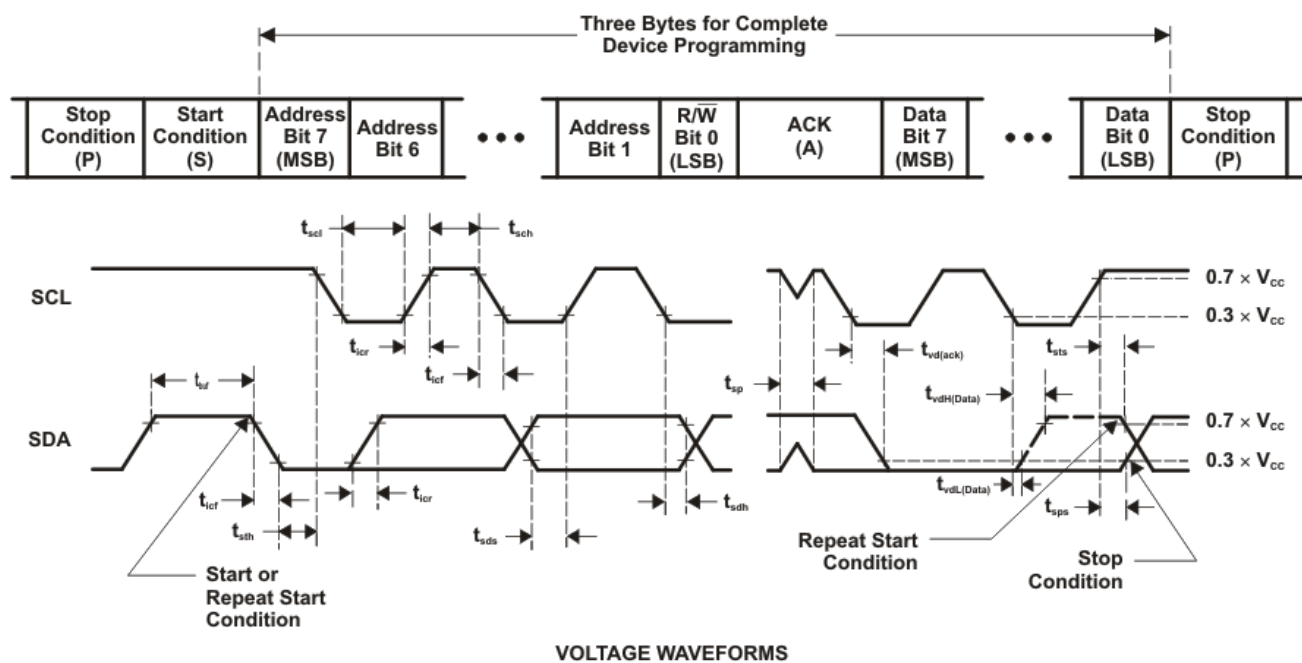 Three Bytes for Complete
Device Programming
Stop
Condition
(P)
Start
Condition
(S)
Address
Bit 7
(MSB)
Address
Bit 6
•••
Address
Bit 1
R/W̅
Bit 0
(LSB)
ACK
(A)
Data
Bit 7
(MSB)
•••
Data
Bit 0
(LSB)
Stop
Condition
(P)
tscl
tsch
SCL
0.7 × Vcc
0.3 × Vcc
ticr
ticf
tvd(ack)
tsts
tsp
tbuf
tvdH(Data)
SDA
0.7 × Vcc
0.3 × Vcc
ticf
ticr
tsdh
tvdL(Data)
tsth
tsds
tsps
Start or
Repeat Start
Condition
Repeat Start
Condition
Stop
Condition
VOLTAGE WAVEFORMS